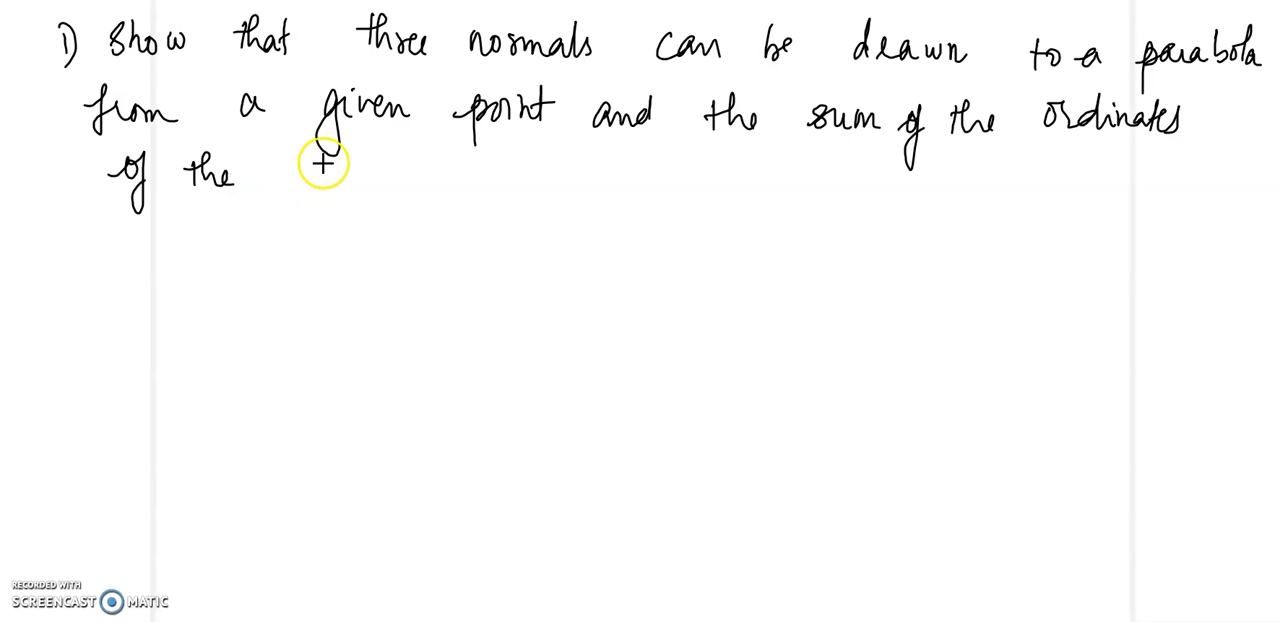 1) Show that three normals can be drawn to a parabola
from a given point and the sum of the ordinates
of the
RECORDED WITH
SCREENCAST MATIC